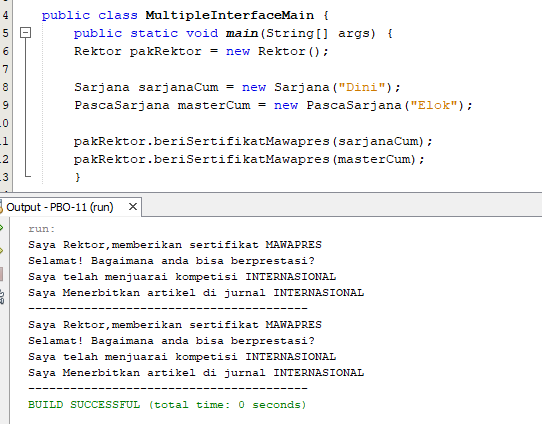 4 public class MultipleInterfaceMain {
5 public static void main(String[] args) {
6 Rektor pakRektor = new Rektor();
7
8 Sarjana sarjanaCum = new Sarjana("Dini");
9 PascaSarjana masterCum = new PascaSarjana("Elok");
0
1 pakRektor.beriSertifikatMawapres(sarjanaCum);
2 pakRektor.beriSertifikatMawapres(masterCum);
3 }
Output - PBO-11 (run) X
run:
Saya Rektor,memberikan sertifikat MAWAPRES
Selamat! Bagaimana anda bisa berprestasi?
Saya telah menjuarai kompetisi INTERNASIONAL
Saya Menerbitkan artikel di jurnal INTERNASIONAL
----------------------------------------
Saya Rektor,memberikan sertifikat MAWAPRES
Selamat! Bagaimana anda bisa berprestasi?
Saya telah menjuarai kompetisi INTERNASIONAL
Saya Menerbitkan artikel di jurnal INTERNASIONAL
----------------------------------------
BUILD SUCCESSFUL (total time: 0 seconds)